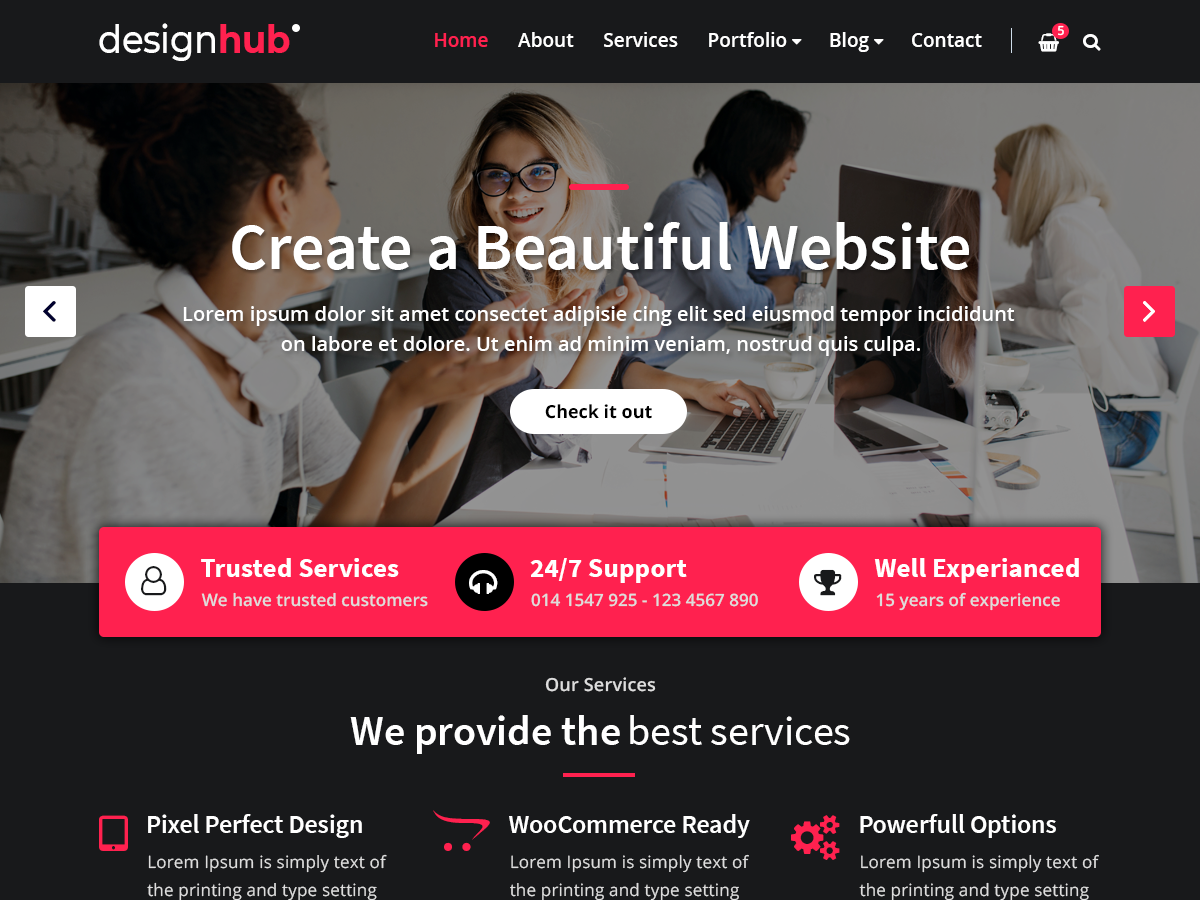 designhub
Home About Services Portfolio Blog Contact 5
Create a Beautiful Website
Lorem ipsum dolor sit amet consectet adipisie cing elit sed eiusmod tempor incididunt
on labore et dolore. Ut enim ad minim veniam, nostrud quis culpa.
Check it out
Trusted Services
We have trusted customers
24/7 Support
014 1547 925 - 123 4567 890
Well Experianced
15 years of experience
Our Services
We provide the best services
Pixel Perfect Design
Lorem Ipsum is simply text of
the printing and type setting
WooCommerce Ready
Lorem Ipsum is simply text of
the printing and type setting
Powerfull Options
Lorem Ipsum is simply text of
the printing and type setting